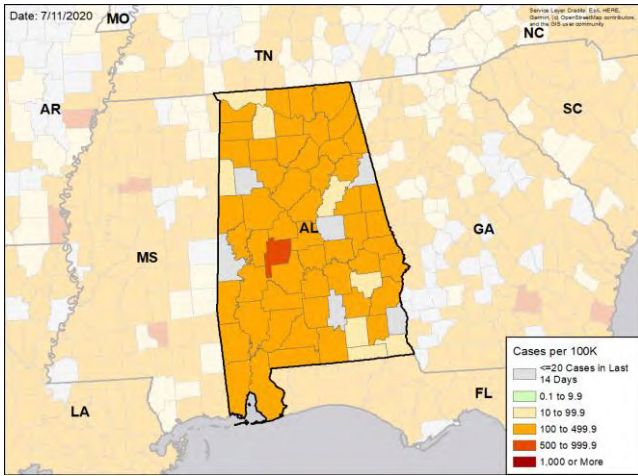 Date: 7/11/2020
Service Layer Credits: Esri, HERE,
Garmin, (c) OpenStreetMap contributors,
and the GIS user community
MO
NC
TN
AR
SC
AL
MS
GA
LA
FL
Cases per 100K
<=20 Cases in Last
14 Days
0.1 to 9.9
10 to 99.9
100 to 499.9
500 to 999.9
1,000 or More